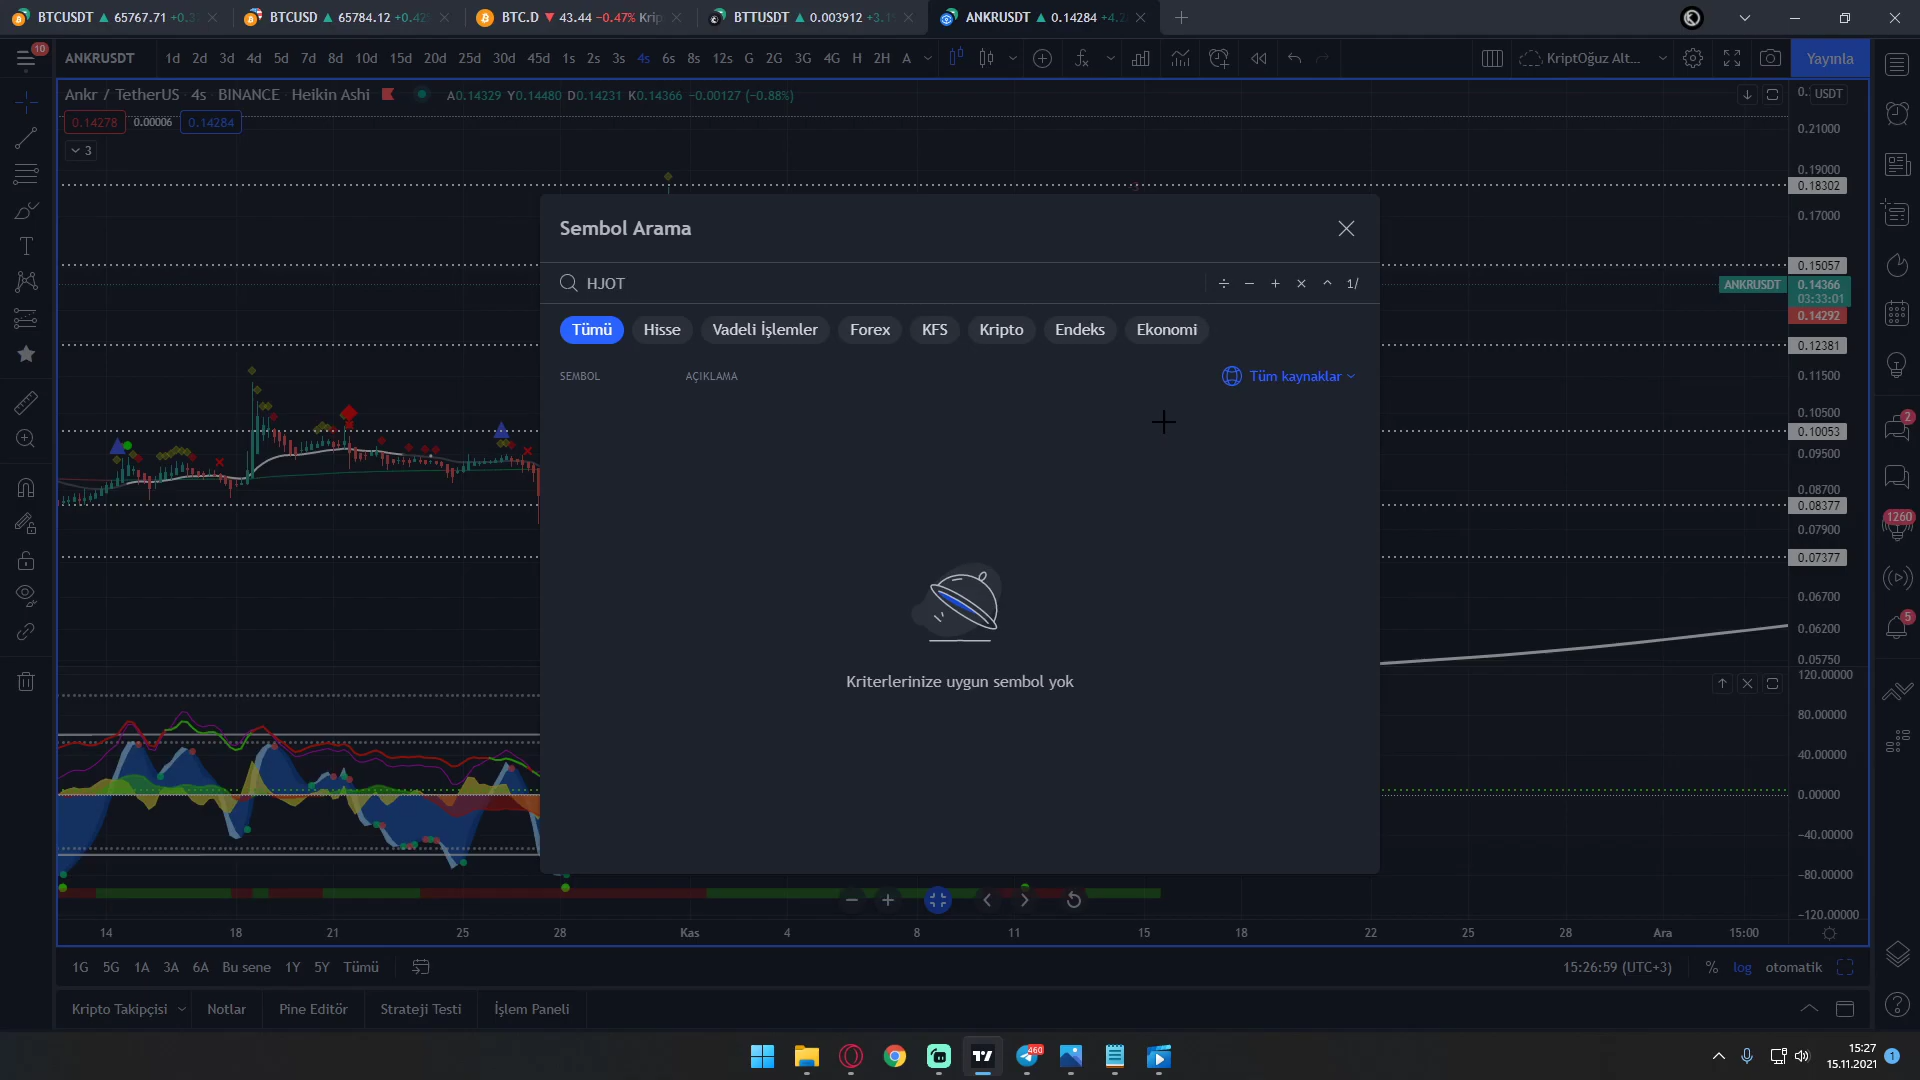 BTCUSDT 65767.71
BTCUSD 65784.12
BTC.D 43.44 −0.47%
BTTUSDT 0.003912
ANKRUSDT 0.14284
10
ANKRUSDT 1d 2d 3d 4d 5d 7d 8d 10d 15d 20d 25d 30d 45d 1s 2s 3s 4s 6s 8s 12s G 2G 3G 4G H 2H A
KriptOğuz Alt...
Yayınla
Ankr / TetherUS · 4s · BINANCE · Heikin Ashi
A0.14329 Y0.14480 D0.14231 K0.14366 −0.00127 (−0.88%)
0.14278 0.00006 0.14284
3
USDT
0.21000
0.19000
0.18302
0.17000
0.15057
ANKRUSDT 0.14366
03:33:01
0.14292
0.12381
0.11500
0.10500
0.10053
0.09500
0.08700
0.08377
0.07900
0.07377
0.06700
0.06200
0.05750
120.00000
80.00000
40.00000
0.00000
−40.00000
−80.00000
−120.00000
Sembol Arama
HJOT
÷ − + × ^ 1/
Tümü Hisse Vadeli İşlemler Forex KFS Kripto Endeks Ekonomi
SEMBOL AÇIKLAMA
Tüm kaynaklar
Kriterlerinize uygun sembol yok
2
1260
5
14 18 21 25 28 Kas 4 8 11 15 18 22 25 28 Ara 15:00
1G 5G 1A 3A 6A Bu sene 1Y 5Y Tümü
15:26:59 (UTC+3) % log otomatik
Kripto Takipçisi Notlar Pine Editör Strateji Testi İşlem Paneli
460
15:27
15.11.2021
1